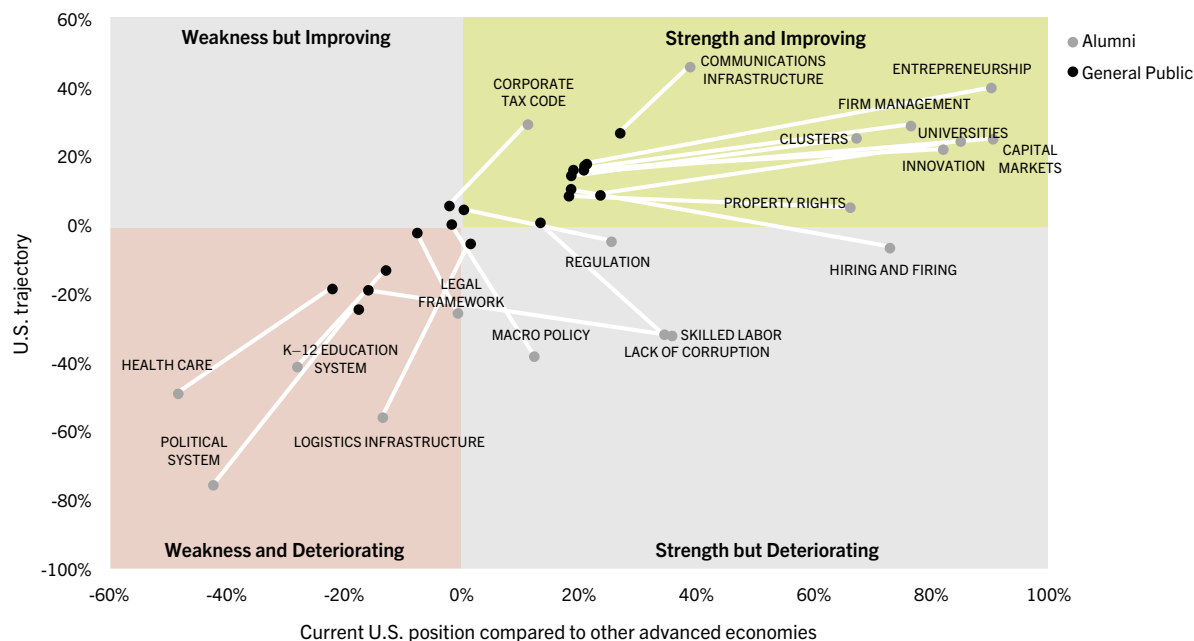 60%
40%
20%
0%
-20%
-40%
-60%
-80%
-100%
U.S. trajectory
Weakness but Improving
Strength and Improving
Alumni
General Public
COMMUNICATIONS
INFRASTRUCTURE
ENTREPRENEURSHIP
CORPORATE
TAX CODE
FIRM MANAGEMENT
CLUSTERS
UNIVERSITIES
INNOVATION
CAPITAL
MARKETS
PROPERTY RIGHTS
REGULATION
HIRING AND FIRING
LEGAL
FRAMEWORK
MACRO POLICY
SKILLED LABOR
LACK OF CORRUPTION
K–12 EDUCATION
SYSTEM
HEALTH CARE
POLITICAL
SYSTEM
LOGISTICS INFRASTRUCTURE
Weakness and Deteriorating
Strength but Deteriorating
-60%
-40%
-20%
0%
20%
40%
60%
80%
100%
Current U.S. position compared to other advanced economies